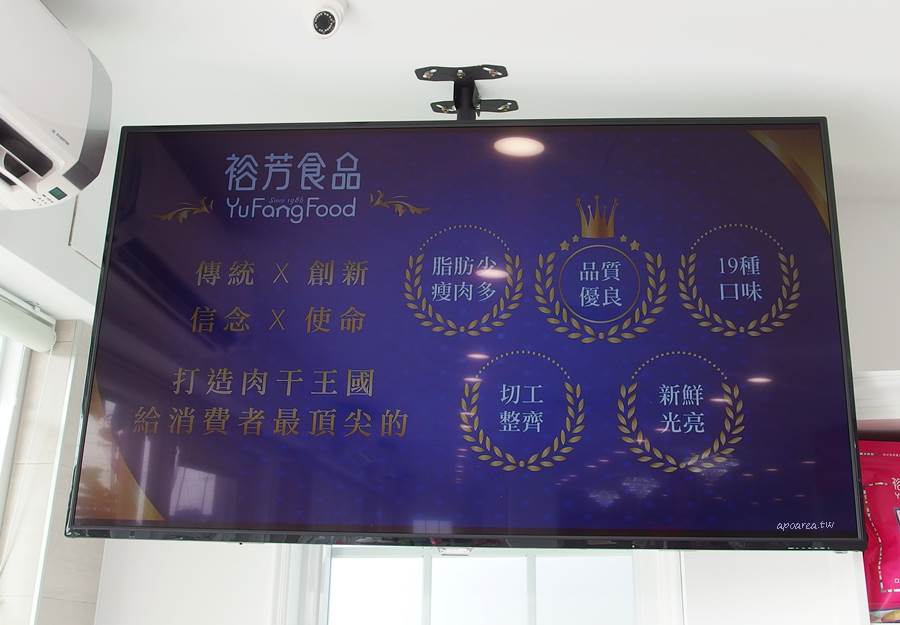 裕芳食品
Since 1986
YuFangFood
傳統 X 創新
信念 X 使命
打造肉干王國
給消費者最頂尖的
脂肪少
瘦肉多
品質
優良
19種
口味
切工
整齊
新鮮
光亮
apoarea.tw